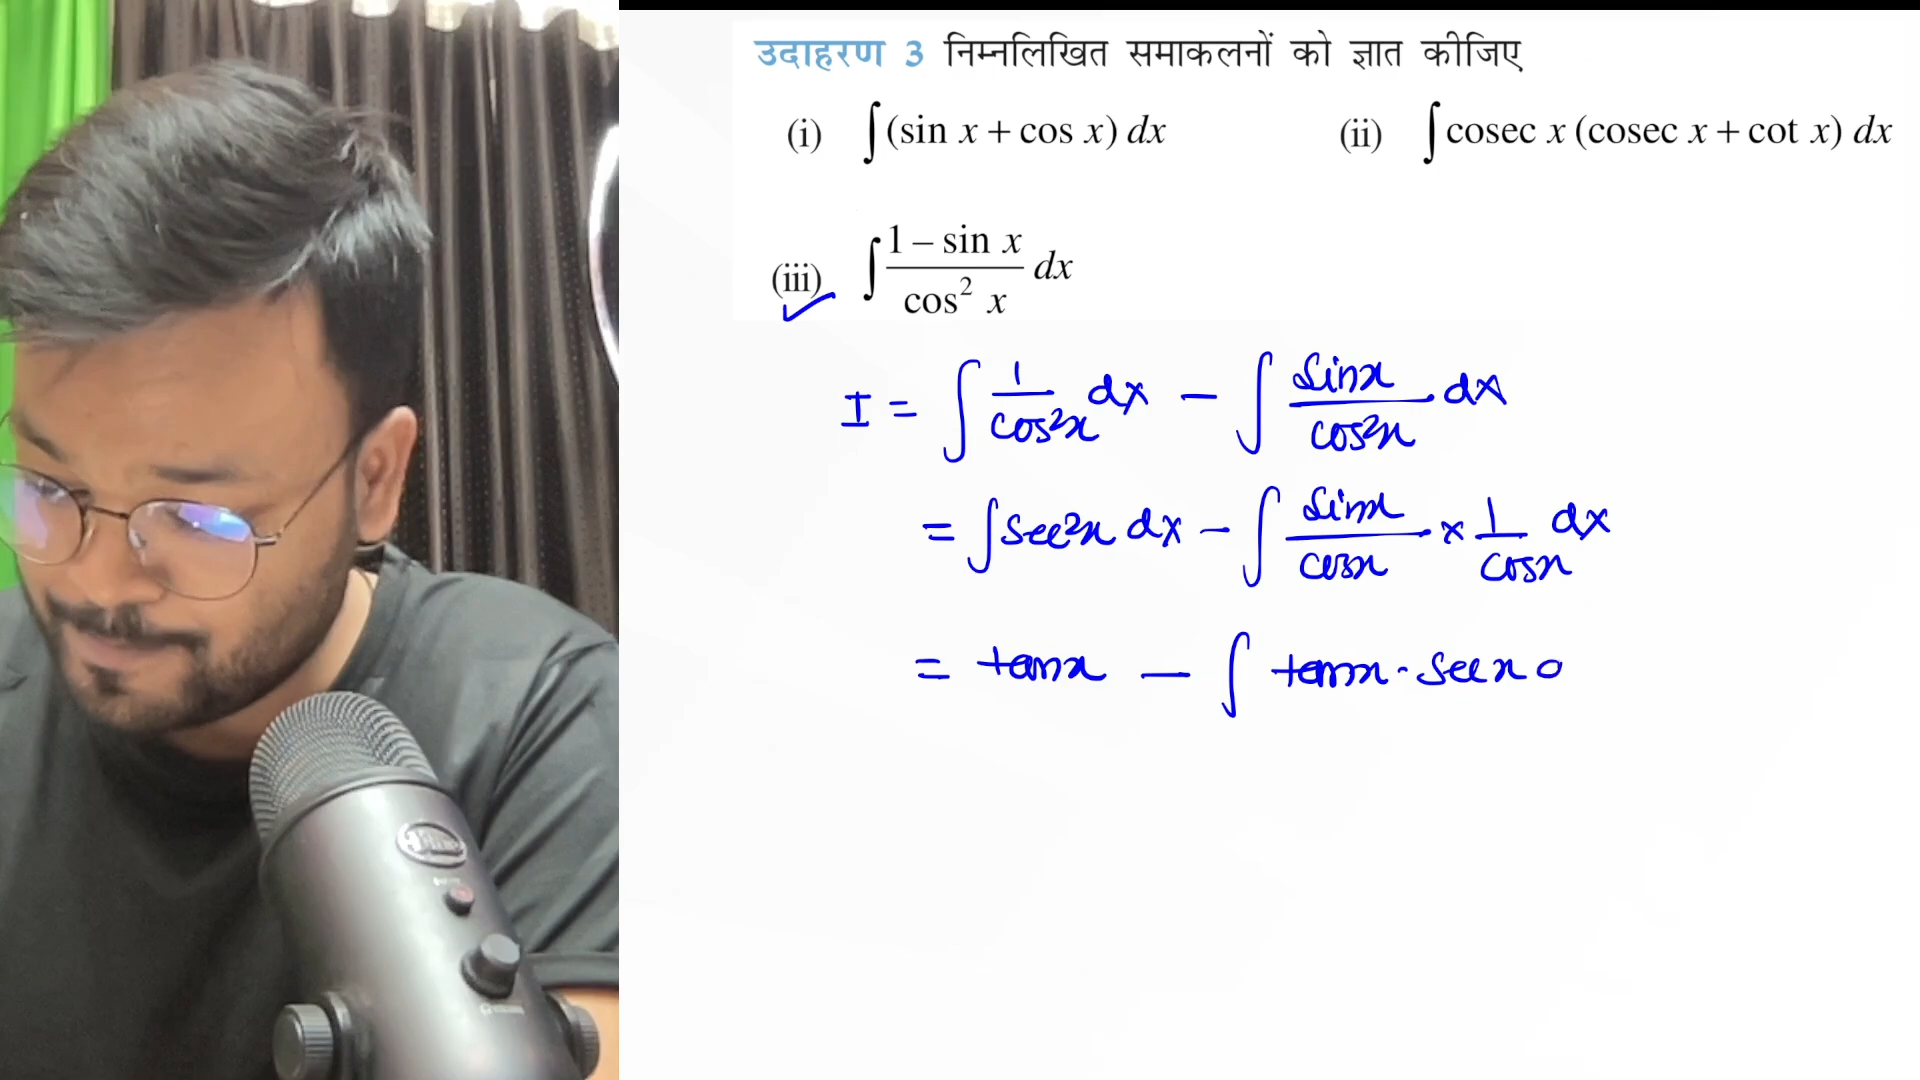 उदाहरण 3 निम्नलिखित समाकलनों को ज्ञात कीजिए
(i) ∫(sin x + cos x) dx (ii) ∫cosec x (cosec x + cot x) dx
(iii) ∫ (1 – sin x)/(cos² x) dx
I = ∫ 1/cos²x dx – ∫ sinx/cos²x dx
= ∫sec²x dx – ∫ sinx/cosx × 1/cosx dx
= tanx – ∫ tanx · secx